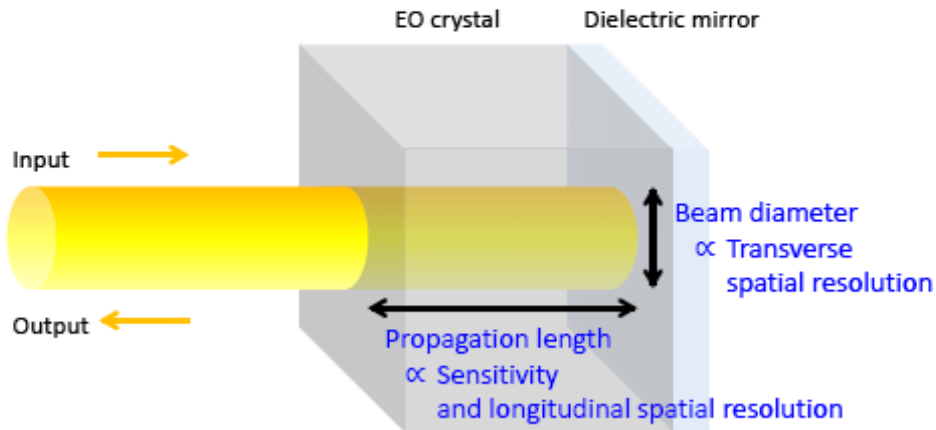 EO crystal
Dielectric mirror
Input
Beam diameter
∝ Transverse
spatial resolution
Output
Propagation length
∝ Sensitivity
and longitudinal spatial resolution